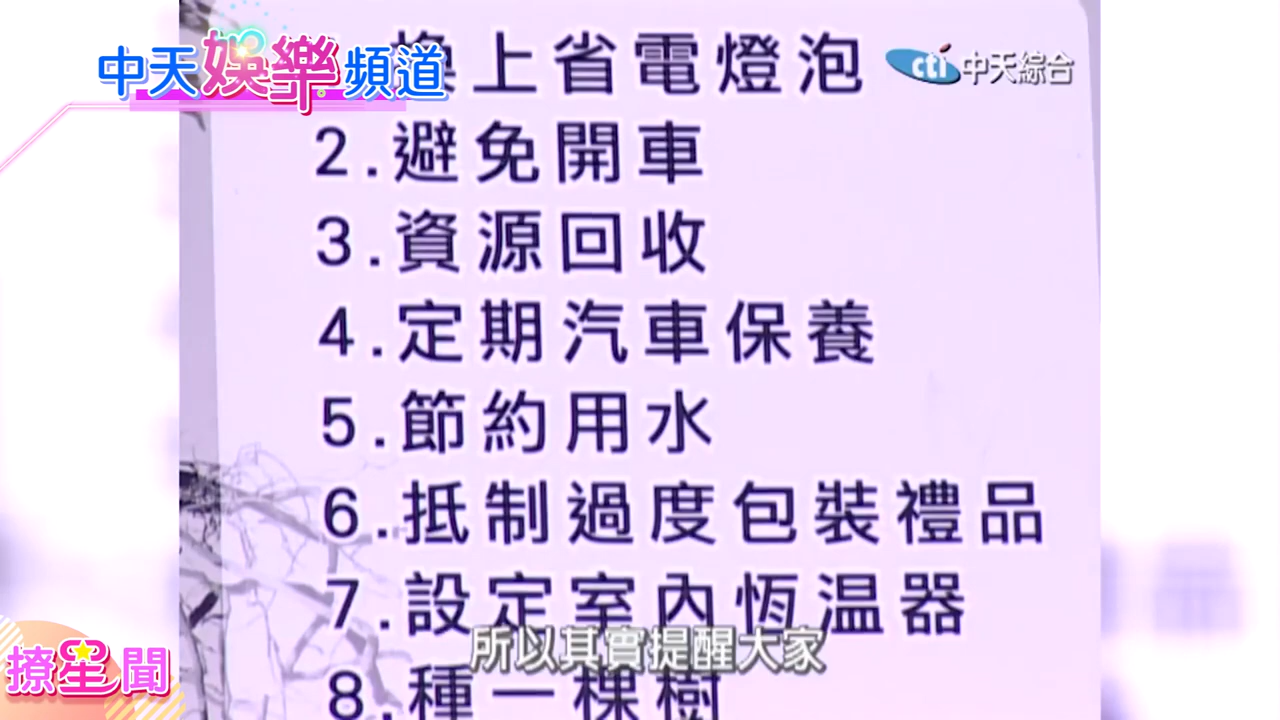 中天娛樂頻道
換上省電燈泡
cti 中天綜合
2.避免開車
3.資源回收
4.定期汽車保養
5.節約用水
6.抵制過度包裝禮品
7.設定室內恆溫器
所以其實提醒大家
8.種一棵樹
撩星聞